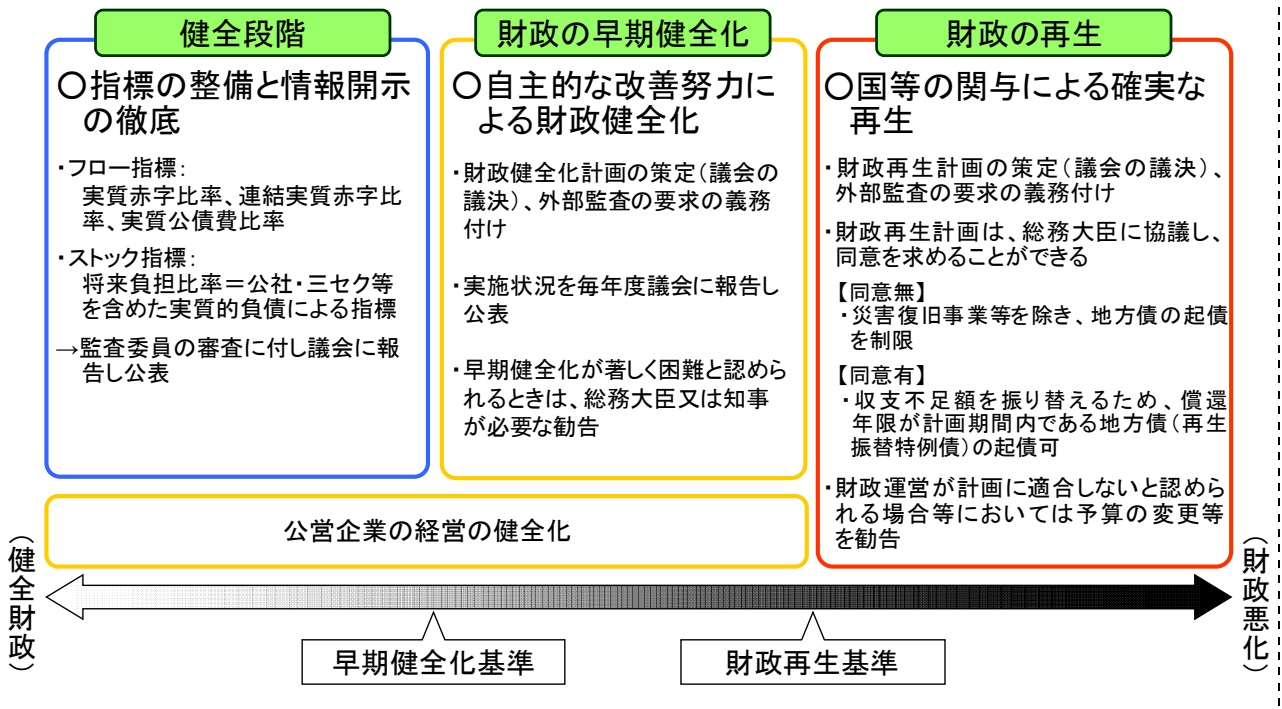 健全段階
〇指標の整備と情報開示
の徹底
・フロー指標：
実質赤字比率、連結実質赤字比
率、実質公債費比率
・ストック指標：
将来負担比率＝公社・三セク等
を含めた実質的負債による指標
→監査委員の審査に付し議会に報
告し公表
財政の早期健全化
〇自主的な改善努力に
よる財政健全化
・財政健全化計画の策定（議会の
議決）、外部監査の要求の義務
付け
・実施状況を毎年度議会に報告し
公表
・早期健全化が著しく困難と認めら
れるときは、総務大臣又は知事
が必要な勧告
財政の再生
〇国等の関与による確実な
再生
・財政再生計画の策定（議会の議決）、
外部監査の要求の義務付け
・財政再生計画は、総務大臣に協議し、
同意を求めることができる
【同意無】
・災害復旧事業等を除き、地方債の起債
を制限
【同意有】
・収支不足額を振り替えるため、償還
年限が計画期間内である地方債（再生
振替特例債）の起債可
・財政運営が計画に適合しないと認めら
れる場合等においては予算の変更等
を勧告
公営企業の経営の健全化
（健全財政）
（財政悪化）
早期健全化基準
財政再生基準